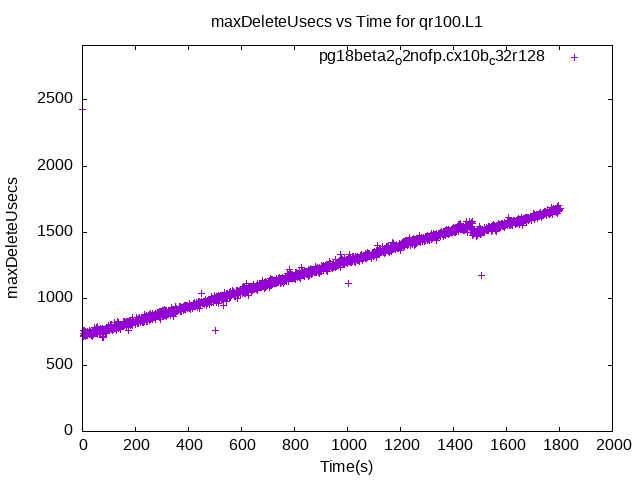 maxDeleteUsecs vs Time for qr100.L1
pg18beta2₀2nofp.cx10b꜀32r128
2500
2000
1500
1000
500
0
maxDeleteUsecs
0 200 400 600 800 1000 1200 1400 1600 1800 2000
Time(s)